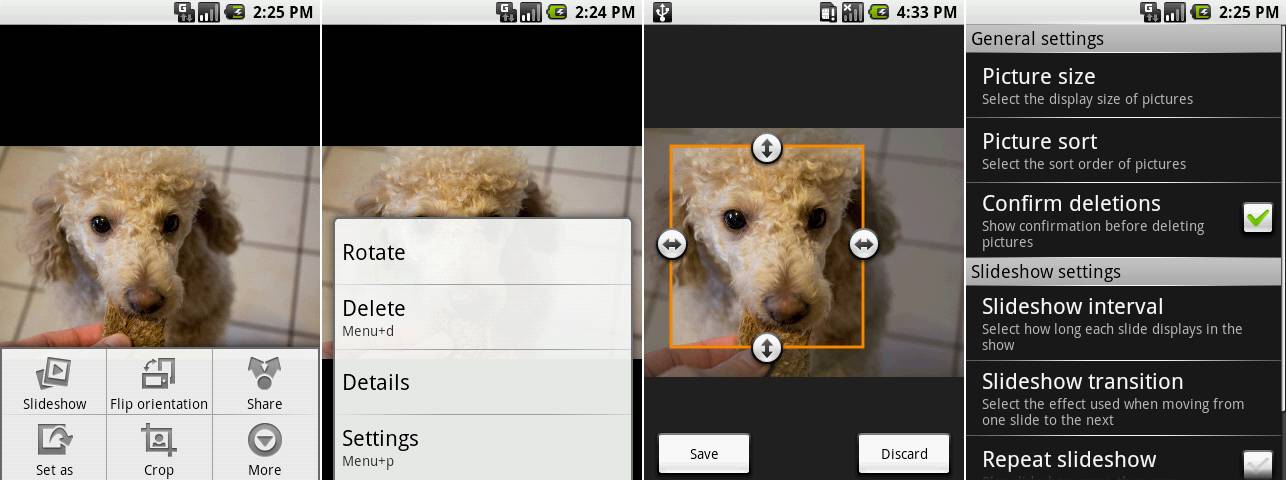 2:25 PM
Slideshow
Flip orientation
Share
Set as
Crop
More
2:24 PM
Rotate
Delete
Menu+d
Details
Settings
Menu+p
4:33 PM
Save
Discard
2:25 PM
General settings
Picture size
Select the display size of pictures
Picture sort
Select the sort order of pictures
Confirm deletions
Show confirmation before deleting
pictures
Slideshow settings
Slideshow interval
Select how long each slide displays in the
show
Slideshow transition
Select the effect used when moving from
one slide to the next
Repeat slideshow